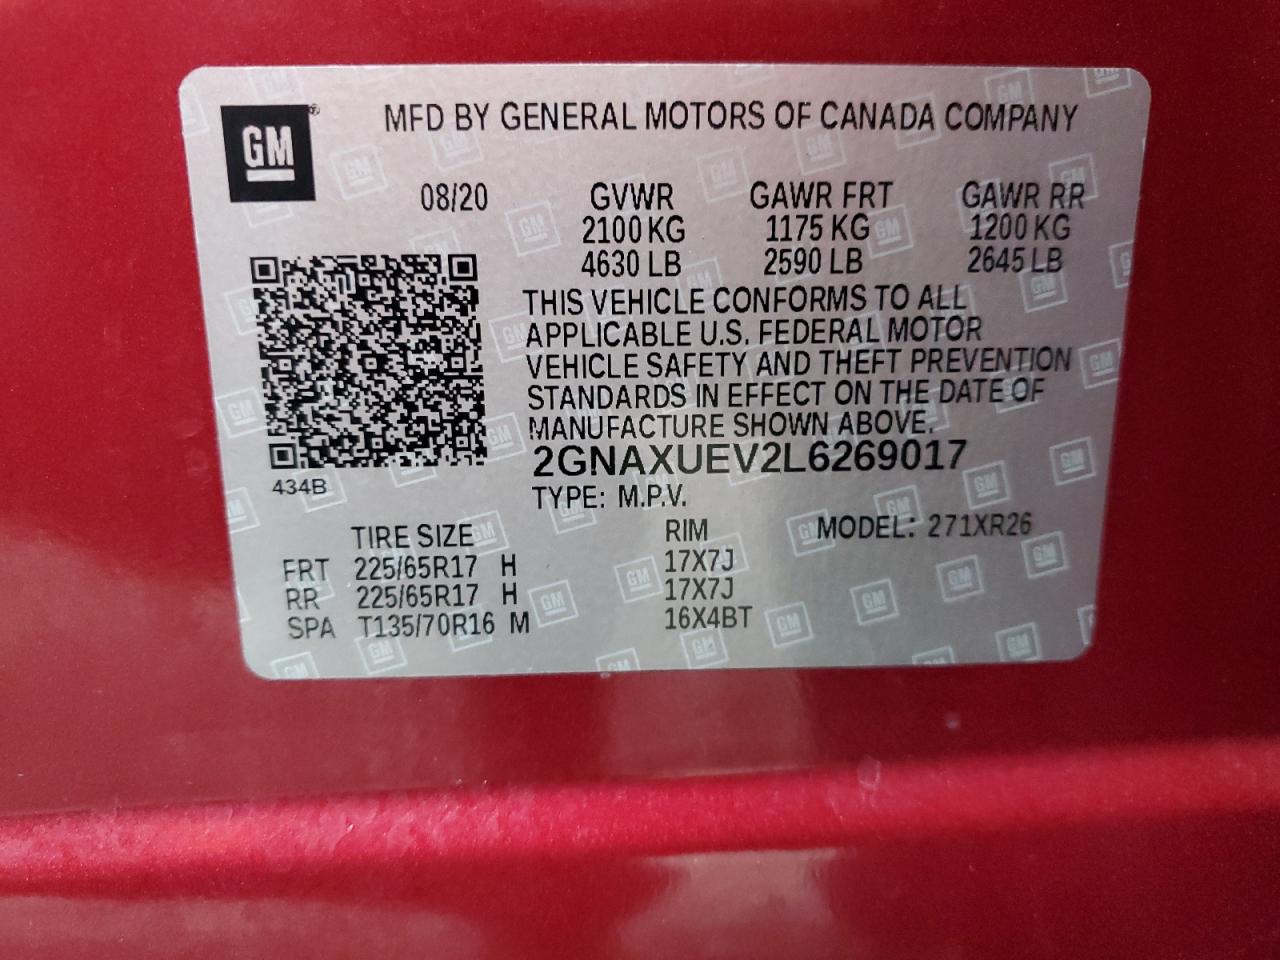 GM®
MFD BY GENERAL MOTORS OF CANADA COMPANY
08/20 GVWR GAWR FRT GAWR RR
2100 KG 1175 KG 1200 KG
4630 LB 2590 LB 2645 LB
THIS VEHICLE CONFORMS TO ALL
APPLICABLE U.S. FEDERAL MOTOR
VEHICLE SAFETY AND THEFT PREVENTION
STANDARDS IN EFFECT ON THE DATE OF
MANUFACTURE SHOWN ABOVE.
2GNAXUEV2L6269017
434B
TYPE: M.P.V.
TIRE SIZE RIM MODEL: 271XR26
FRT 225/65R17 H 17X7J
RR 225/65R17 H 17X7J
SPA T135/70R16 M 16X4BT